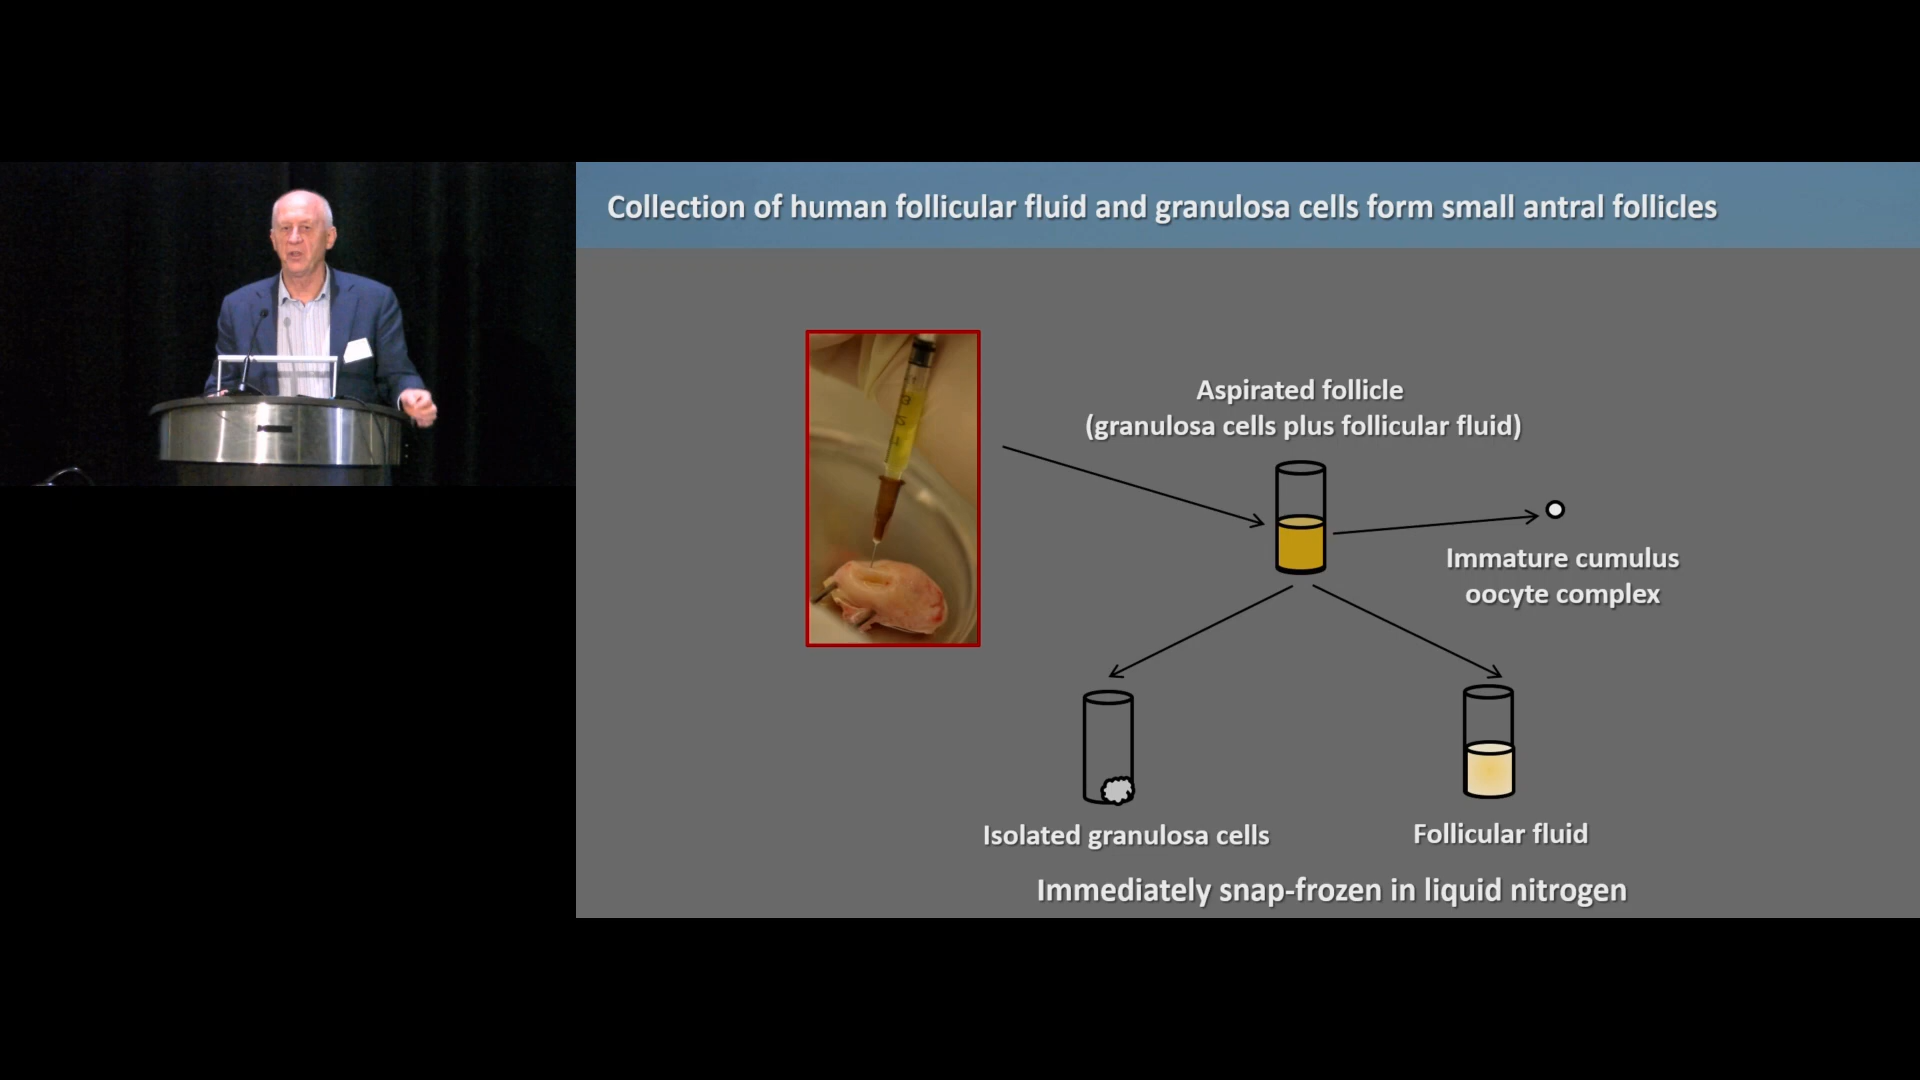 Collection of human follicular fluid and granulosa cells form small antral follicles
Aspirated follicle
(granulosa cells plus follicular fluid)
Immature cumulus
oocyte complex
Isolated granulosa cells
Follicular fluid
Immediately snap-frozen in liquid nitrogen